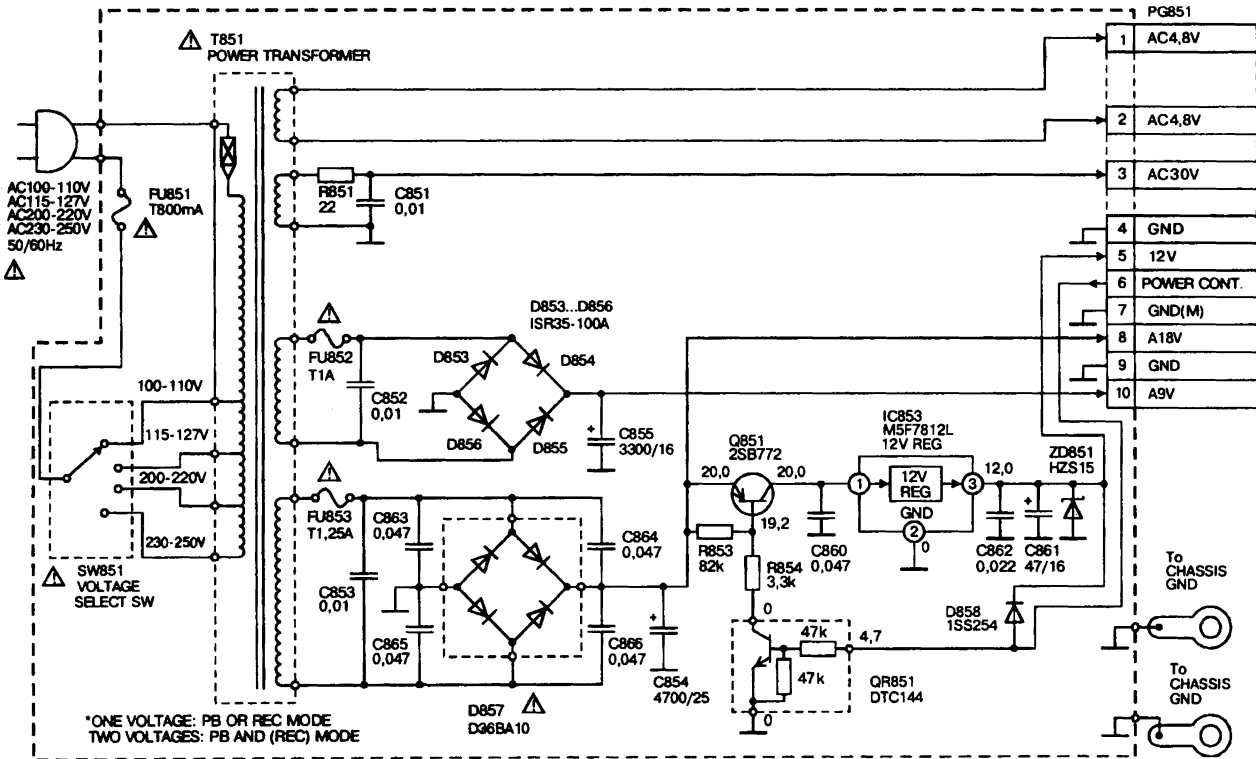 PG851
T851
POWER TRANSFORMER
1 AC4,8V
2 AC4,8V
3 AC30V
4 GND
5 12V
6 POWER CONT.
7 GND(M)
8 A18V
9 GND
10 A9V
AC100-110V
AC115-127V
AC200-220V
AC230-250V
50/60Hz
FU851
T800mA
R851
22
C851
0,01
D853...D856
ISR35-100A
FU852
T1A
D853
D854
C852
0,01
D856
D855
C855
3300/16
100-110V
115-127V
200-220V
230-250V
SW851
VOLTAGE
SELECT SW
FU853
T1,25A
C863
0,047
C864
0,047
C853
0,01
C865
0,047
C866
0,047
C854
4700/25
D857
D36BA10
Q851
2SB772
20,0
20,0
19,2
R853
82k
R854
3,3k
C860
0,047
IC853
M5F7812L
12V REG
1
12V
REG
3
GND
2
0
12,0
C862
0,022
C861
47/16
ZD851
HZS15
D858
1SS254
0
47k
4,7
47k
0
QR851
DTC144
To
CHASSIS
GND
To
CHASSIS
GND
*ONE VOLTAGE: PB OR REC MODE
TWO VOLTAGES: PB AND (REC) MODE